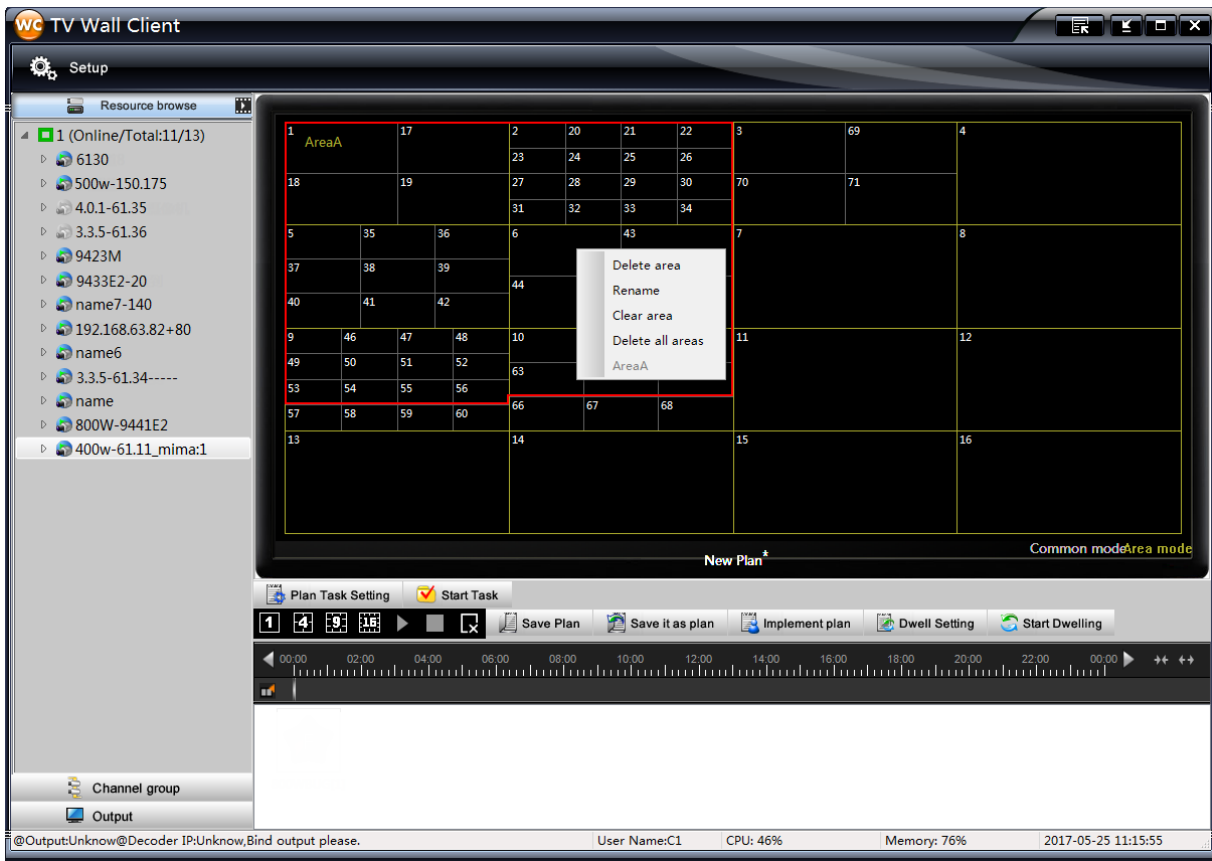 WC TV Wall Client
Setup
Resource browse
1 (Online/Total:11/13)
6130
500w-150.175
4.0.1-61.35
3.3.5-61.36
9423M
9433E2-20
name7-140
192.168.63.82+80
name6
3.3.5-61.34-----
name
800W-9441E2
400w-61.11_mima:1
Channel group
Output
1 AreaA 17 2 20 21 22 3 69 4
23 24 25 26
18 19 27 28 29 30 70 71
31 32 33 34
5 35 36 6 43 7 8
37 38 39
44
40 41 42
9 46 47 48 10 11 12
49 50 51 52 63
53 54 55 56
57 58 59 60 66 67 68
13 14 15 16
Delete area
Rename
Clear area
Delete all areas
AreaA
New Plan*
Common mode Area mode
Plan Task Setting Start Task
1 4 9 16 Save Plan Save it as plan Implement plan Dwell Setting Start Dwelling
00:00 02:00 04:00 06:00 08:00 10:00 12:00 14:00 16:00 18:00 20:00 22:00 00:00
@Output:Unknow@Decoder IP:Unknow,Bind output please. User Name:C1 CPU: 46% Memory: 76% 2017-05-25 11:15:55